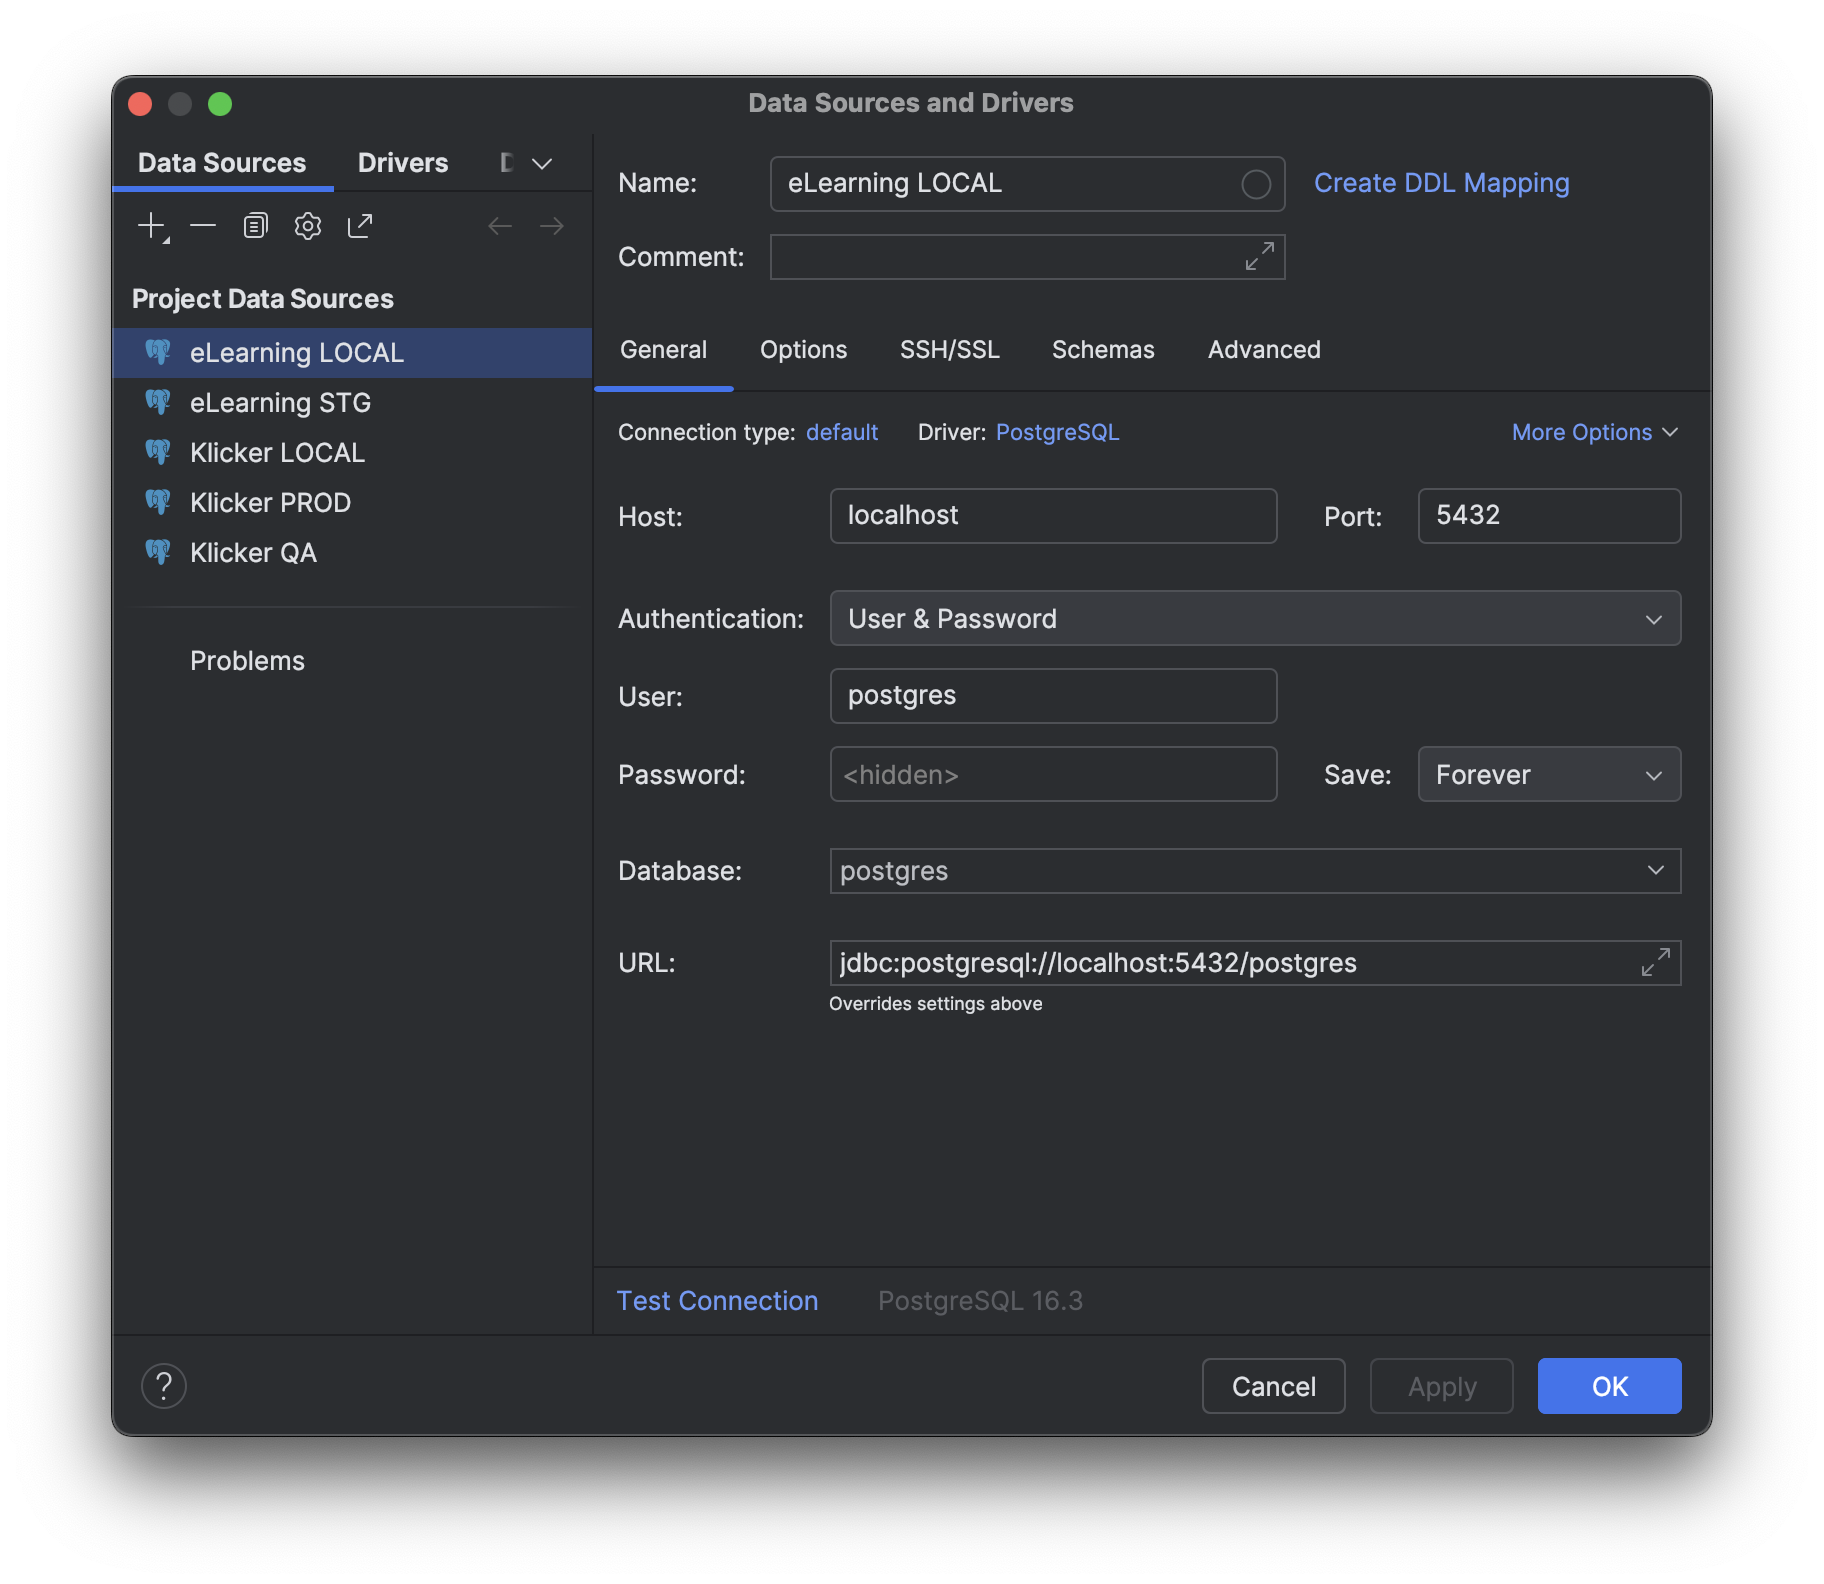 Data Sources and Drivers
Data Sources Drivers
Project Data Sources
eLearning LOCAL
eLearning STG
Klicker LOCAL
Klicker PROD
Klicker QA
Problems
Name: eLearning LOCAL Create DDL Mapping
Comment:
General Options SSH/SSL Schemas Advanced
Connection type: default Driver: PostgreSQL More Options
Host: localhost Port: 5432
Authentication: User & Password
User: postgres
Password: <hidden> Save: Forever
Database: postgres
URL: jdbc:postgresql://localhost:5432/postgres
Overrides settings above
Test Connection PostgreSQL 16.3
? Cancel Apply OK